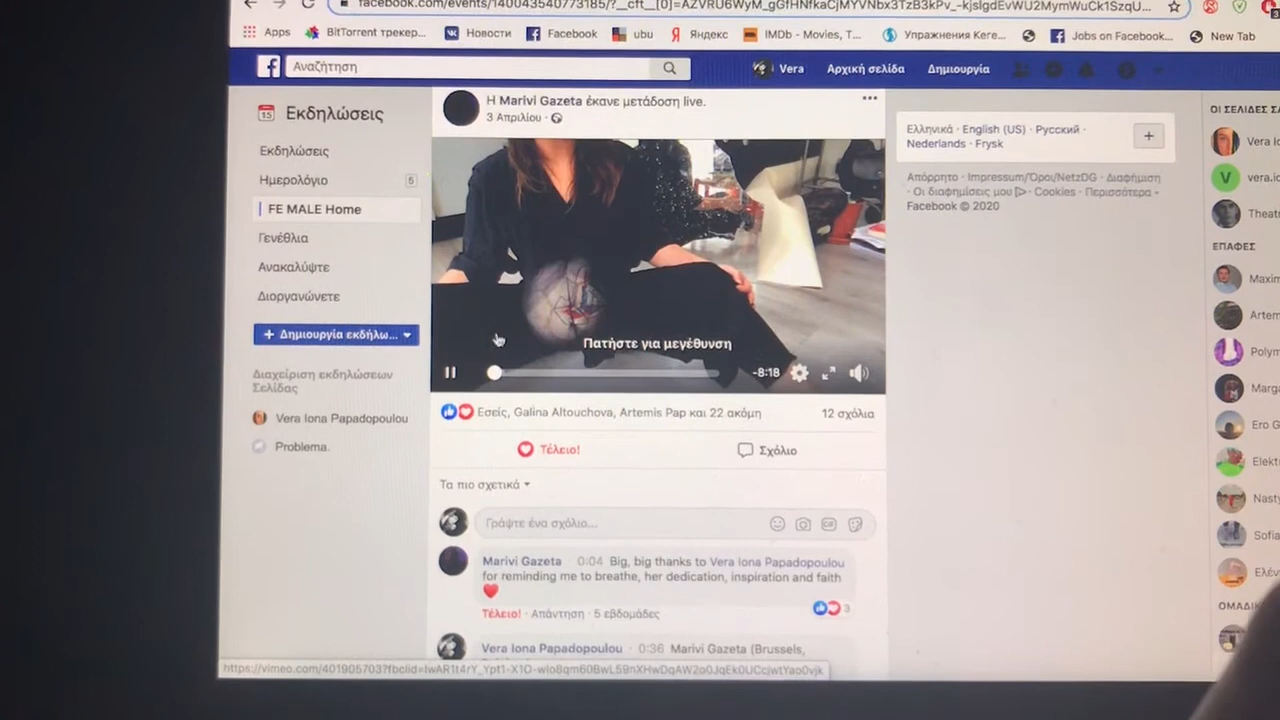 facebook.com/events/140043540773185/?__cft__[0]=AZVRU6WyM_gGfHNfkaCjMYVNbx3TzB3kPv_-kjsIgdEvWU2MymWuCk1SzqU...
Apps
BitTorrent трекер...
Новости
Facebook
ubu
Яндекс
IMDb - Movies, T...
Упражнения Keге...
Jobs on Facebook...
New Tab
Αναζήτηση
Vera
Αρχική σελίδα
Δημιουργία
15 Εκδηλώσεις
Εκδηλώσεις
Ημερολόγιο 6
FE MALE Home
Γενέθλια
Ανακαλύψτε
Διοργανώνετε
+ Δημιουργία εκδήλω...
Διαχείριση εκδηλώσεων
Σελίδας
Vera Iona Papadopoulou
Problema.
Η Marivi Gazeta έκανε μετάδοση live.
3 Απριλίου ·
Πατήστε για μεγέθυνση
-8:18
Εσείς, Galina Altouchova, Artemis Pap και 22 ακόμη 12 σχόλια
Τέλειο! Σχόλιο
Τα πιο σχετικά
Γράψτε ένα σχόλιο...
GIF
Marivi Gazeta · 0:04 Big, big thanks to Vera Iona Papadopoulou
for reminding me to breathe, her dedication, inspiration and faith
Τέλειο! · Απάντηση · 5 εβδομάδες 3
Vera Iona Papadopoulou · 0:36 Marivi Gazeta (Brussels,
Ελληνικά · English (US) · Русский ·
Nederlands · Frysk
+
Απόρρητο · Impressum/Όροι/NetzDG · Διαφήμιση
· Οι διαφημίσεις μου · Cookies · Περισσότερα
Facebook © 2020
ΟΙ ΣΕΛΙΔΕΣ Σ
Vera Io
V vera.io
Theat
ΕΠΑΦΕΣ
Maxim
Artem
Polym
Marga
Ero G
Elekt
Nasty
Sofia
Ελέν
ΟΜΑΔΙΚ